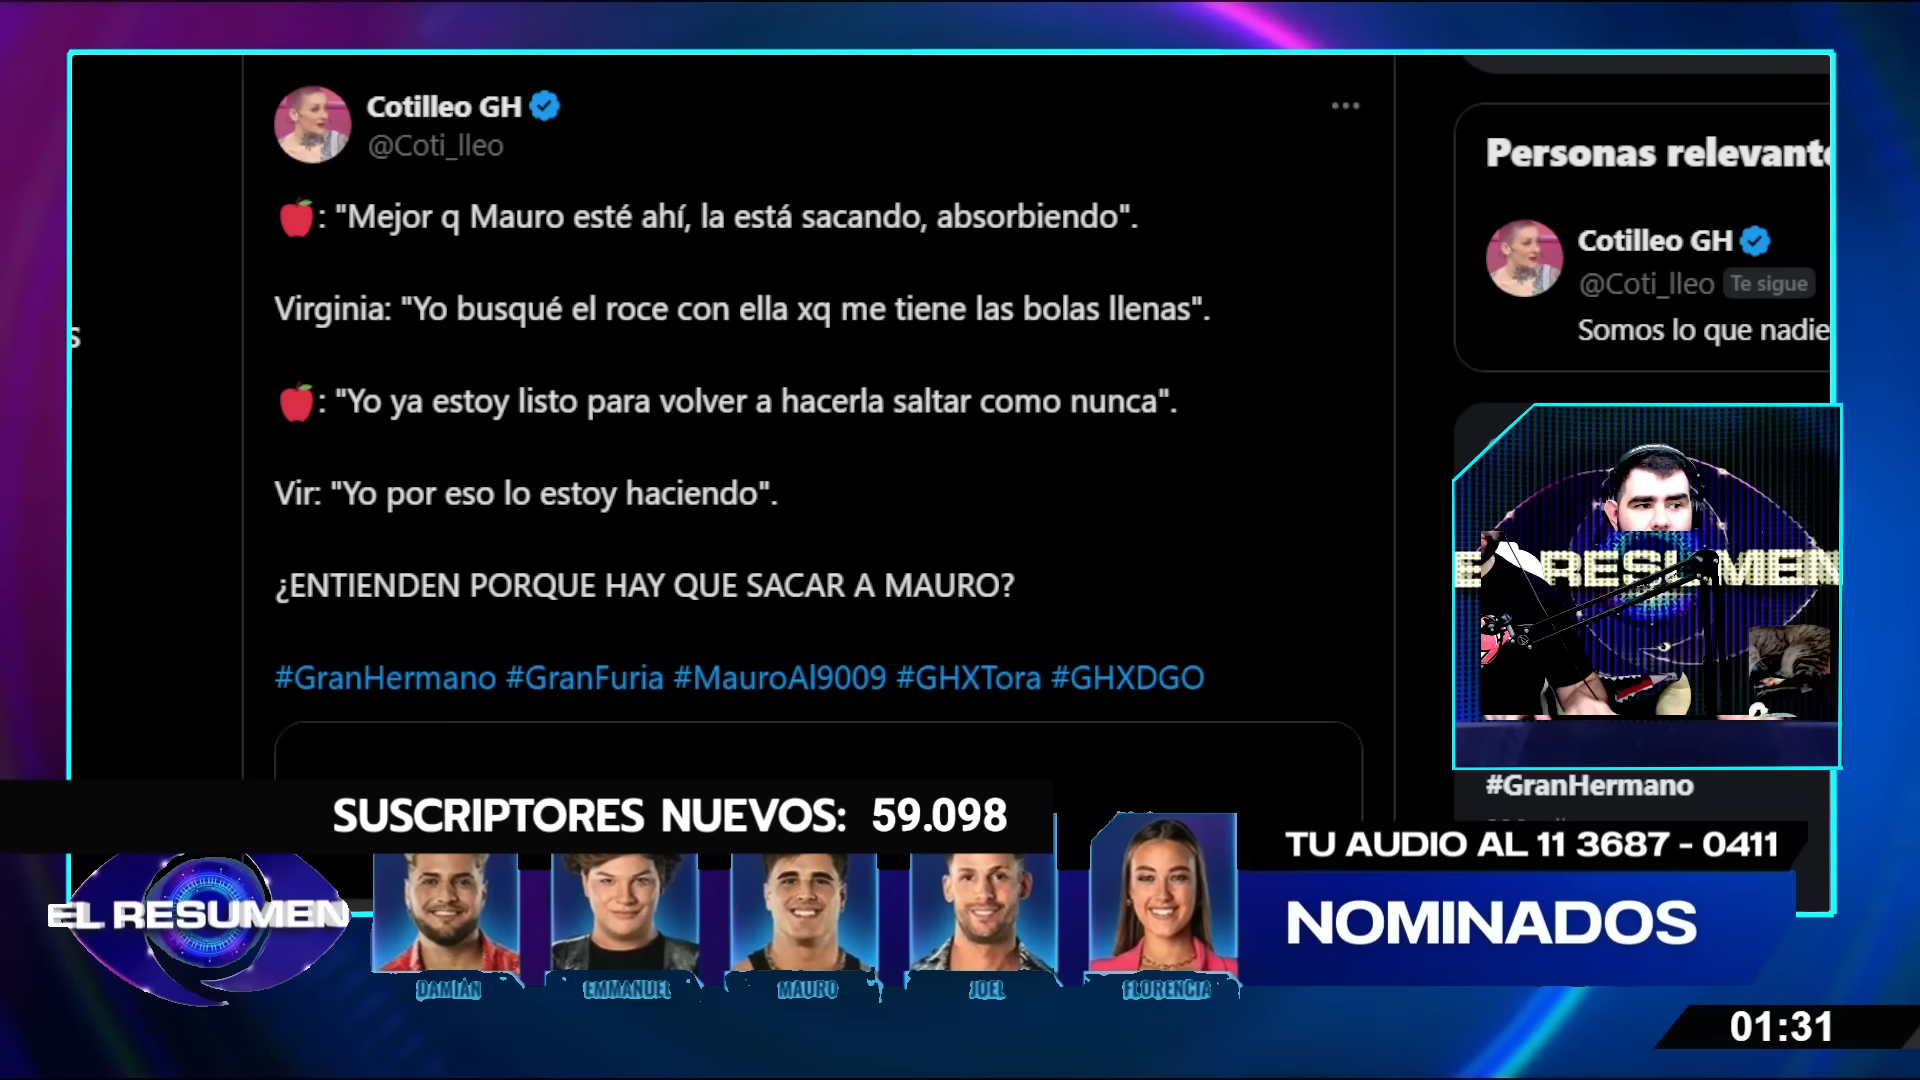 Cotilleo GH
@Coti_lleo
: "Mejor q Mauro esté ahí, la está sacando, absorbiendo".
Virginia: "Yo busqué el roce con ella xq me tiene las bolas llenas".
: "Yo ya estoy listo para volver a hacerla saltar como nunca".
Vir: "Yo por eso lo estoy haciendo".
¿ENTIENDEN PORQUE HAY QUE SACAR A MAURO?
#GranHermano #GranFuria #MauroAl9009 #GHXTora #GHXDGO
s
Personas relevante
Cotilleo GH
@Coti_lleo Te sigue
Somos lo que nadie
EL RESUMEN
#GranHermano
SUSCRIPTORES NUEVOS: 59.098
TU AUDIO AL 11 3687 - 0411
EL RESUMEN
NOMINADOS
DAMIÁN
EMMANUEL
MAURO
JOEL
FLORENCIA
01:31